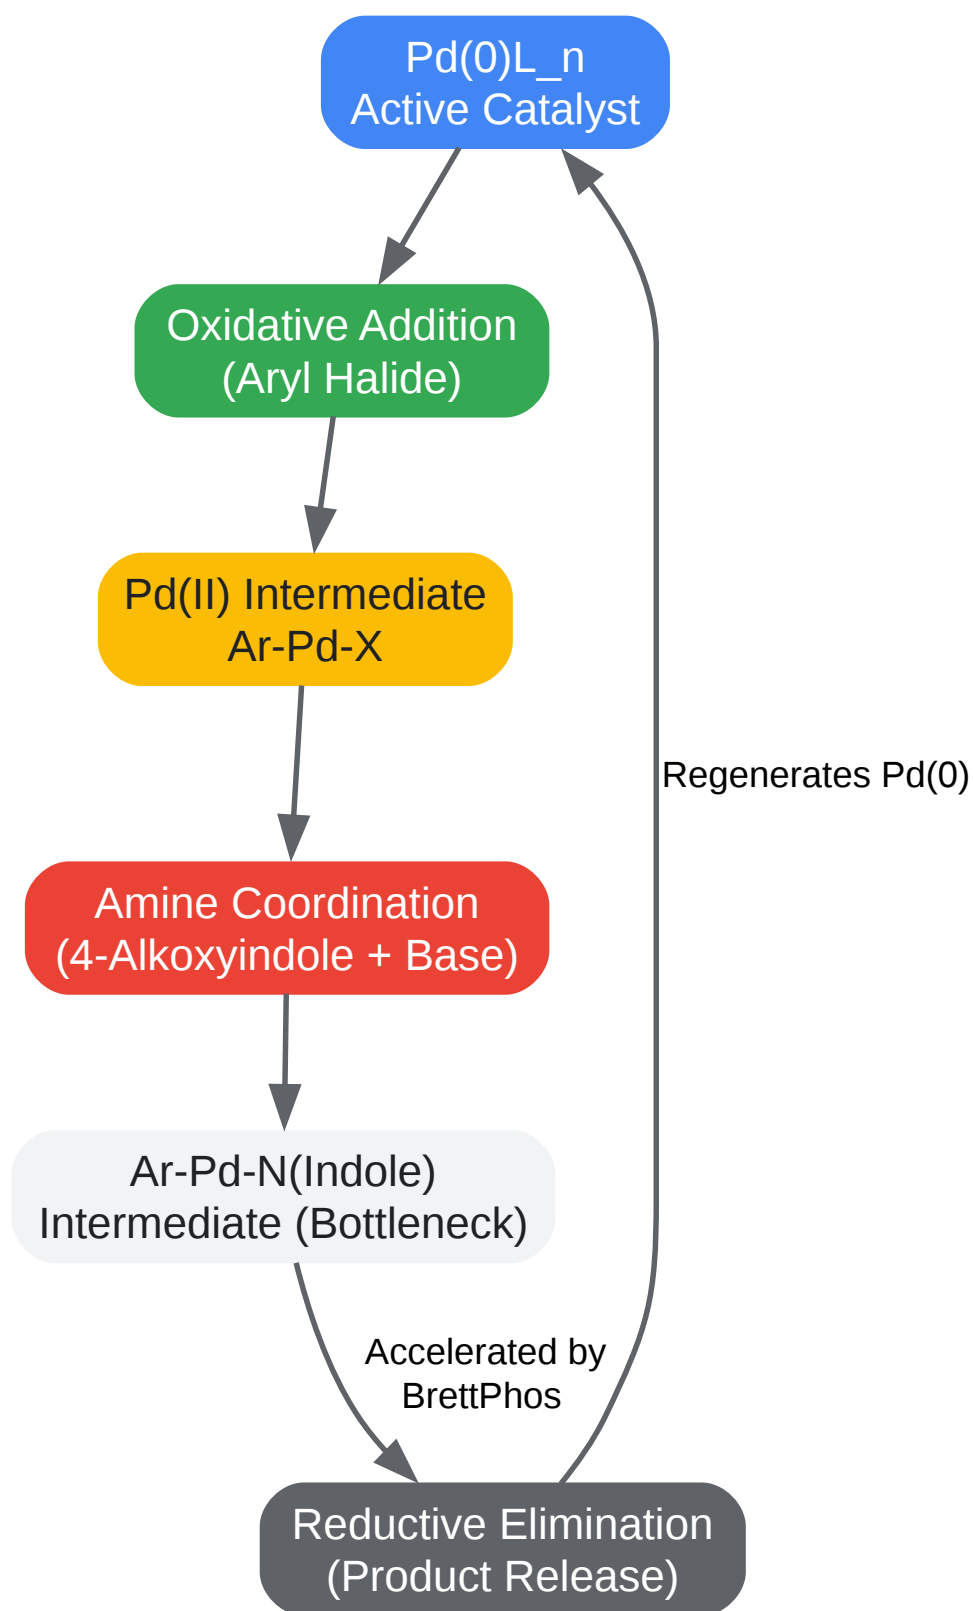 Pd(0)L_n
Active Catalyst
Oxidative Addition
(Aryl Halide)
Pd(II) Intermediate
Ar-Pd-X
Regenerates Pd(0)
Amine Coordination
(4-Alkoxyindole + Base)
Ar-Pd-N(Indole)
Intermediate (Bottleneck)
Accelerated by
BrettPhos
Reductive Elimination
(Product Release)